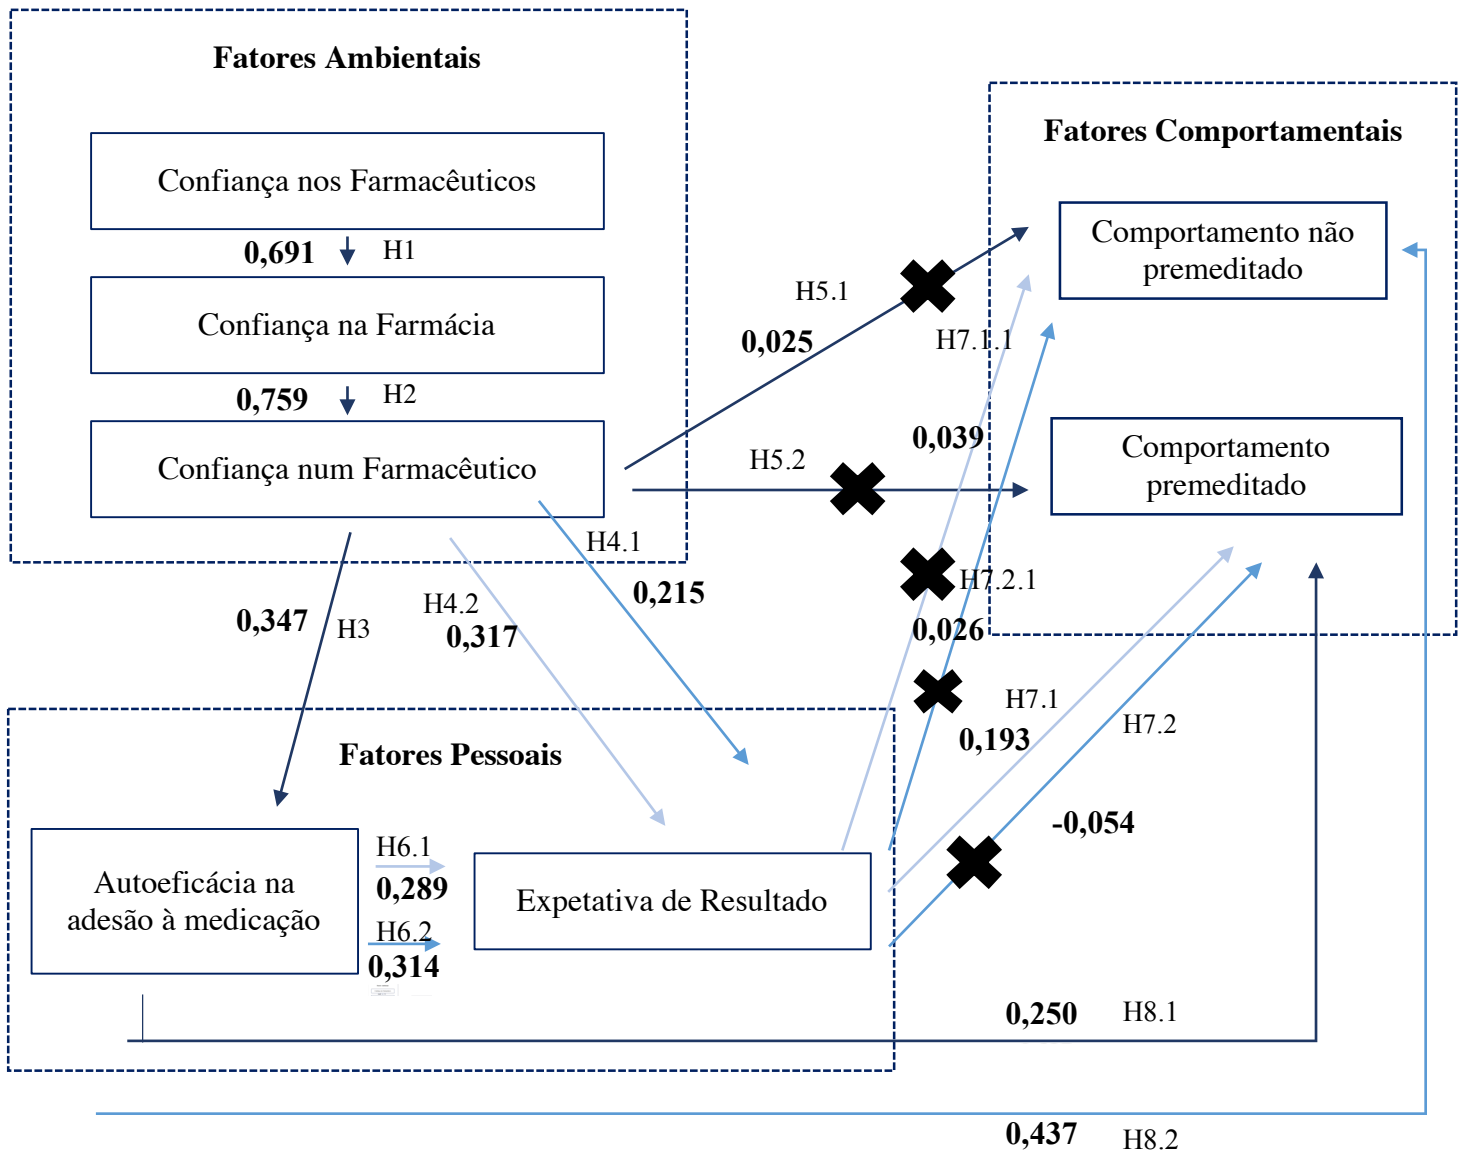 Fatores Ambientais
Confiança nos Farmacêuticos
0,691
H1
Confiança na Farmácia
0,759
H2
Confiança num Farmacêutico
Fatores Comportamentais
Comportamento não
premeditado
Comportamento
premeditado
H5.1
0,025
H7.1.1
0,039
H5.2
H4.1
0,215
H4.2
0,317
0,347
H3
H7.2.1
0,026
H7.1
0,193
H7.2
-0,054
Fatores Pessoais
Autoeficácia na
adesão à medicação
H6.1
0,289
H6.2
0,314
Expetativa de Resultado
0,250
H8.1
0,437
H8.2